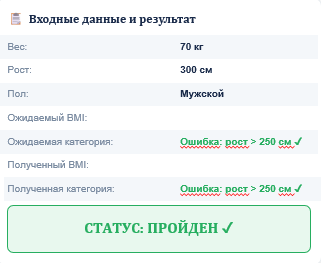 Входные данные и результат
Вес: 70 кг
Рост: 300 см
Пол: Мужской
Ожидаемый BMI:
Ожидаемая категория: Ошибка: рост > 250 см ✓
Полученный BMI:
Полученная категория: Ошибка: рост > 250 см ✓
СТАТУС: ПРОЙДЕН ✓